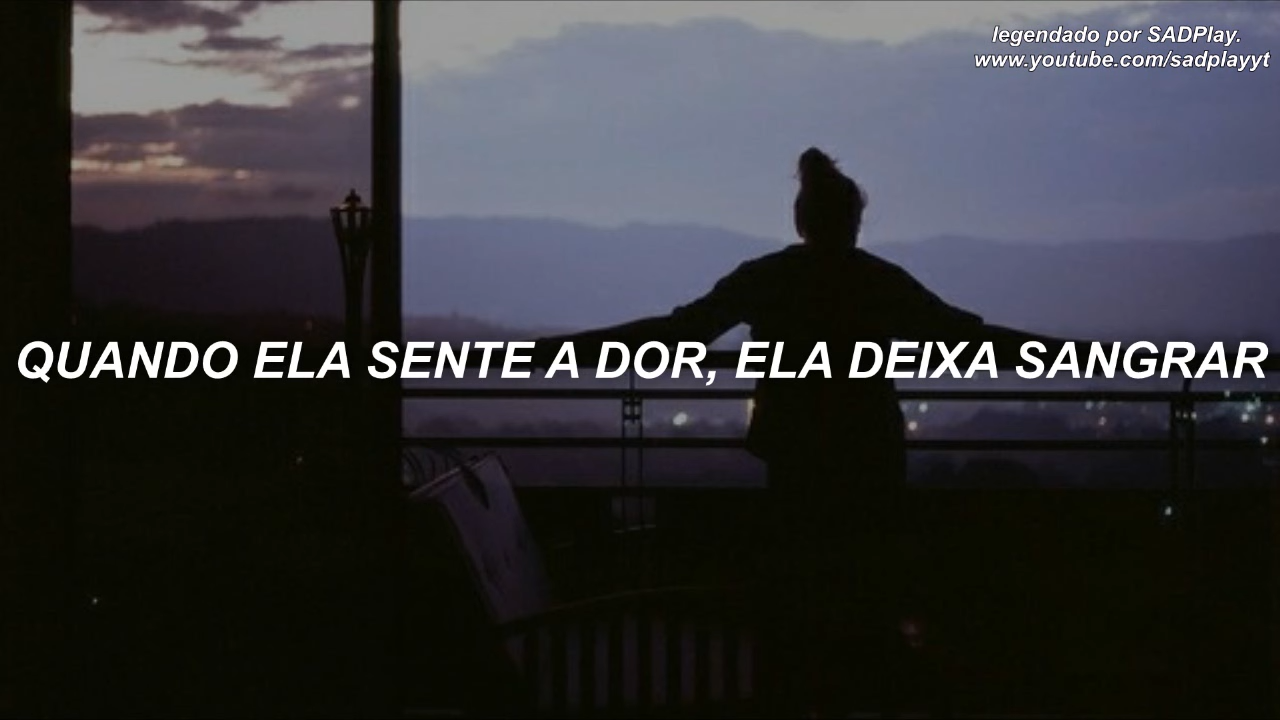 legendado por SADPlay.
www.youtube.com/sadplayyt
QUANDO ELA SENTE A DOR, ELA DEIXA SANGRAR